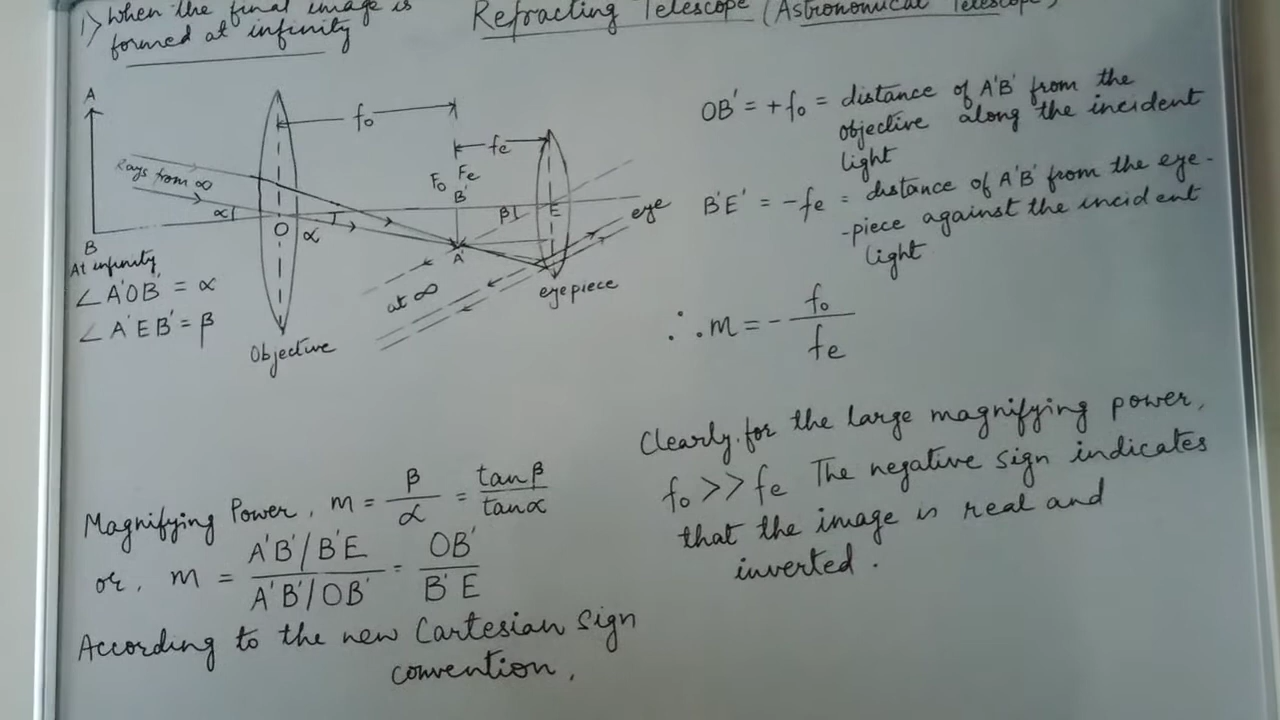 1) When the final image is
formed at infinity
Refracting Telescope (Astronomical Telescope)
A
fo
fe
Rays from ∞
Fo Fe
B'
α
β
E
eye
O
α
B
A'
At infinity
at ∞
eyepiece
∠A'OB' = α
∠A'EB' = β
Objective
Magnifying Power, m = β/α = tanβ/tanα
or, m = A'B'/B'E / A'B'/OB' = OB'/B'E
According to the new Cartesian sign
convention,
OB' = +fo = distance of A'B' from the
objective along the incident
light
B'E' = -fe = distance of A'B' from the eye-
-piece against the incident
light
∴ m = - fo/fe
Clearly, for the large magnifying power,
fo >> fe The negative sign indicates
that the image is real and
inverted.